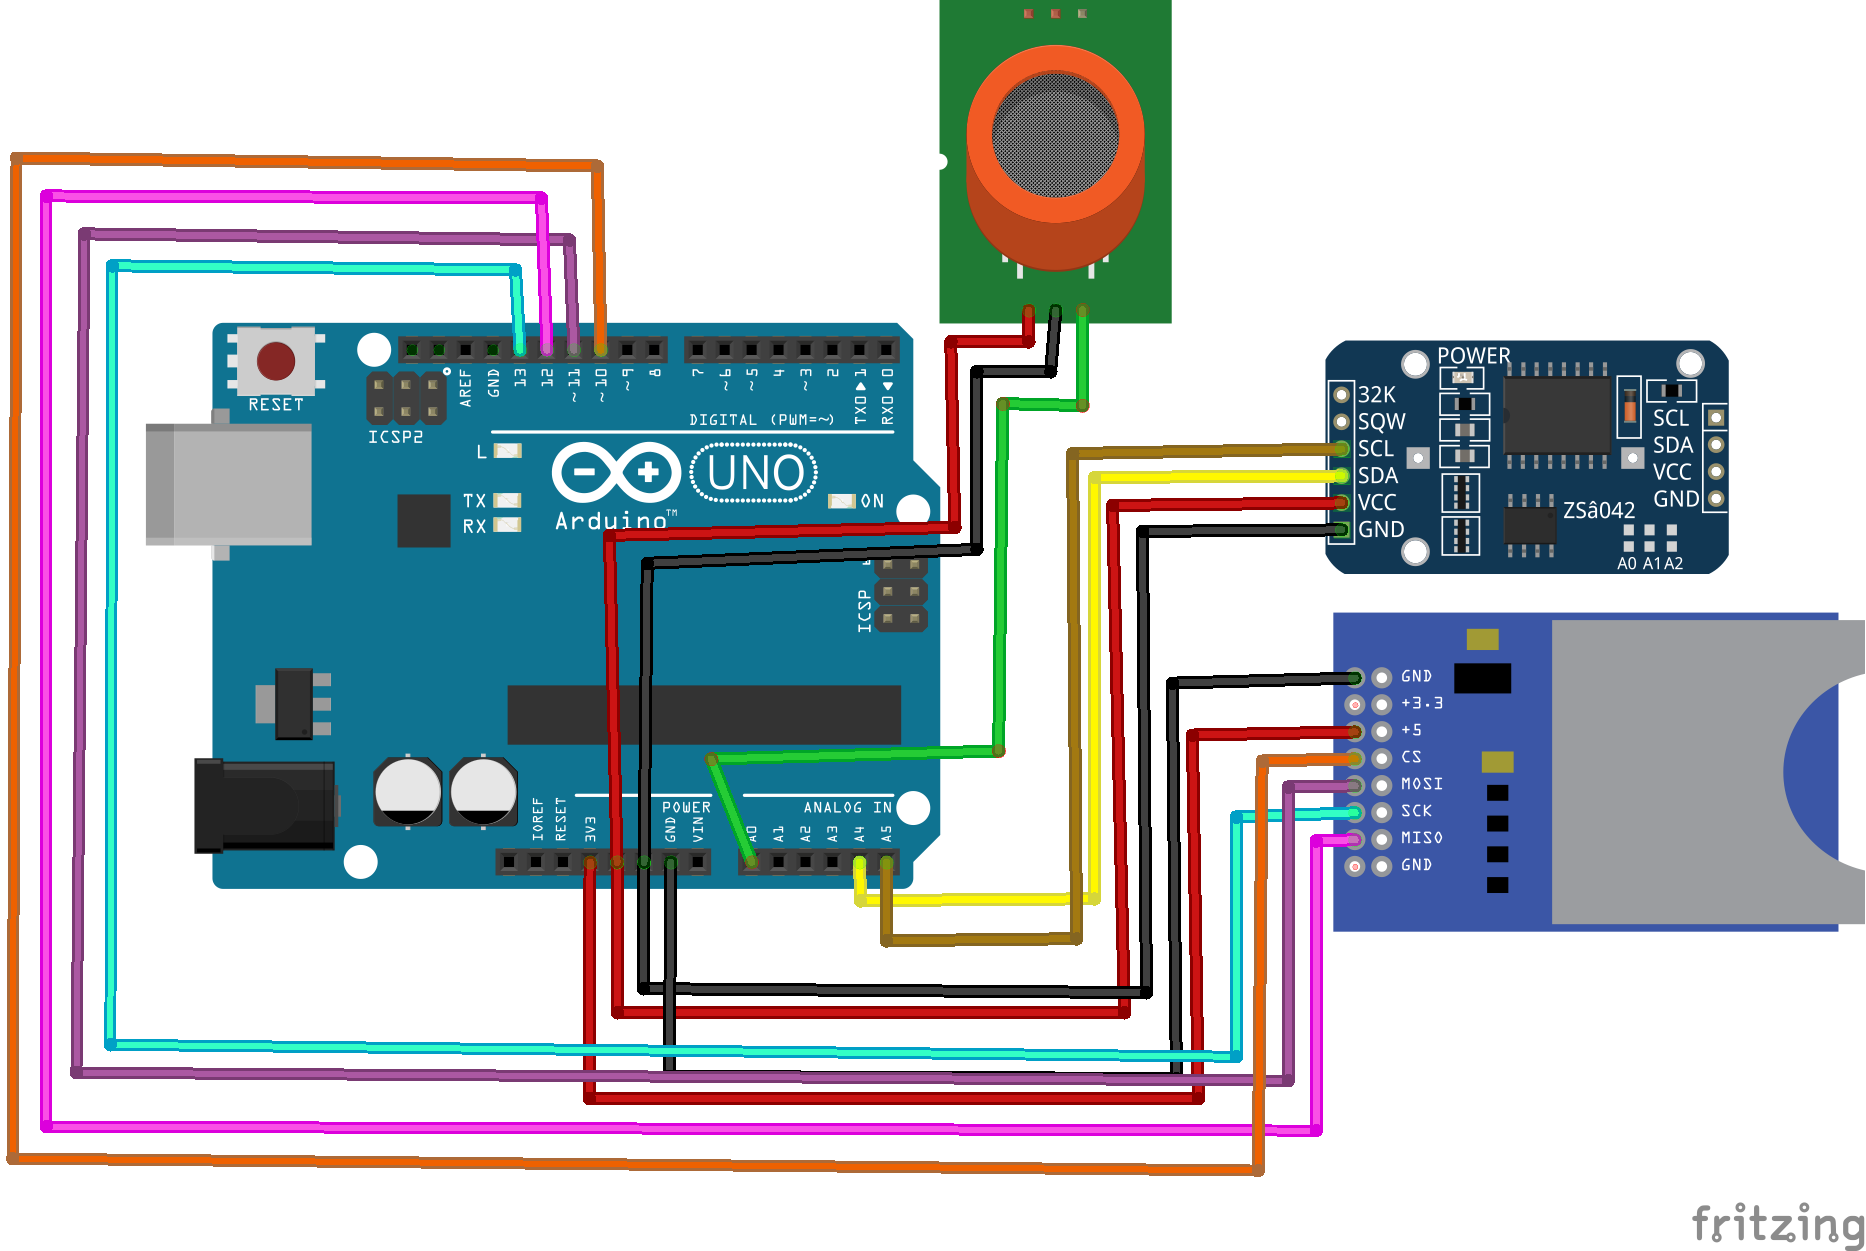 RESET
ICSP2
AREF
GND
13
12
~11
~10
~9
8
7
~6
~5
4
~3
2
TX0▶1
RX0◀0
DIGITAL (PWM=~)
L
TX
RX
ON
UNO
Arduino™
ICSP
IOREF
RESET
3V3
GND
VIN
POWER
ANALOG IN
A0
A1
A2
A3
A4
A5
POWER
32K
SQW
SCL
SDA
VCC
GND
SCL
SDA
VCC
GND
ZSâ042
A0 A1 A2
GND
+3.3
+5
CS
MOSI
SCK
MISO
GND
fritzing